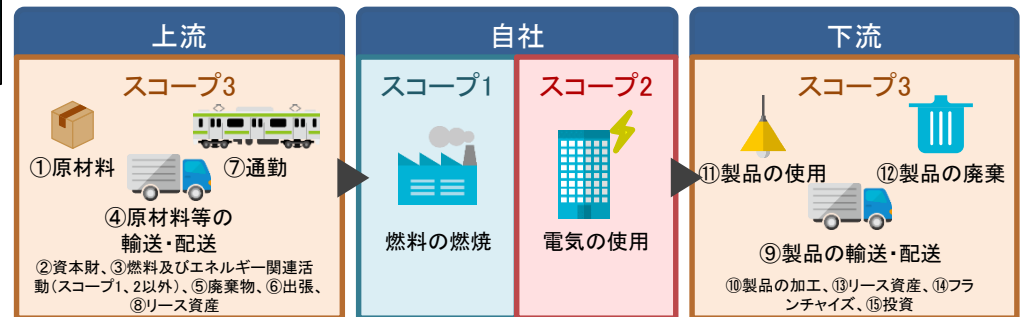 上流
スコープ3
①原材料
⑦通勤
④原材料等の
輸送・配送
②資本財、③燃料及びエネルギー関連活
動(スコープ1、2以外)、⑤廃棄物、⑥出張、
⑧リース資産
自社
スコープ1
燃料の燃焼
スコープ2
電気の使用
下流
スコープ3
⑪製品の使用
⑫製品の廃棄
⑨製品の輸送・配送
⑩製品の加工、⑬リース資産、⑭フラ
ンチャイズ、⑮投資